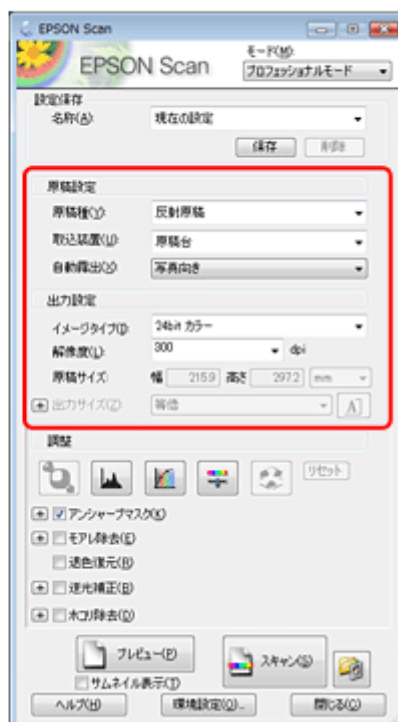 EPSON Scan
EPSON Scan
モード(M):
プロフェッショナルモード
設定保存
名称(A): 現在の設定
保存 削除
原稿設定
原稿種(Y): 反射原稿
取込装置(U): 原稿台
自動露出(X): 写真向き
出力設定
イメージタイプ(I): 24bit カラー
解像度(L): 300 dpi
原稿サイズ: 幅 215.9 高さ 297.2 mm
出力サイズ(Z): 等倍
調整
リセット
アンシャープマスク(K)
モアレ除去(E)
退色復元(R)
逆光補正(B)
ホコリ除去(D)
プレビュー(P) スキャン(S)
サムネイル表示(T)
ヘルプ(H) 環境設定(O)... 閉じる(C)